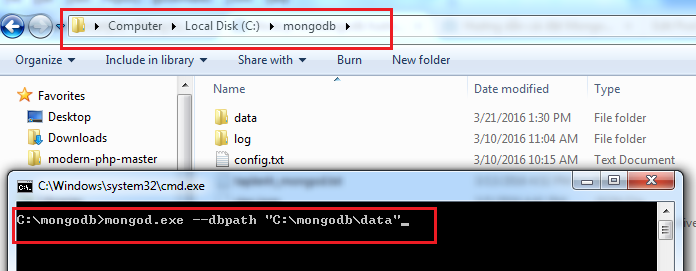 Computer Local Disk (C:) mongodb
Organize Include in library Share with Burn New folder
Favorites
Desktop
Downloads
modern-php-master
Name Date modified Type
data 3/21/2016 1:30 PM File folder
log 3/10/2016 11:04 AM File folder
config.txt 3/10/2016 10:15 AM Text Document
C:\Windows\system32\cmd.exe
C:\mongodb>mongod.exe --dbpath "C:\mongodb\data"_